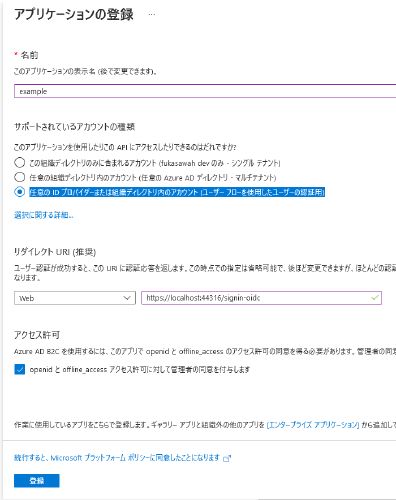 アプリケーションの登録 …
* 名前
このアプリケーションの表示名 (後で変更できます)。
example
サポートされているアカウントの種類
このアプリケーションを使用したりこの API にアクセスしたりできるのはだれですか?
この組織ディレクトリのみに含まれるアカウント (fukasawah dev のみ - シングル テナント)
任意の組織ディレクトリ内のアカウント (任意の Azure AD ディレクトリ - マルチテナント)
任意の ID プロバイダーまたは組織ディレクトリ内のアカウント (ユーザー フローを使用したユーザーの認証用)
選択に関する詳細...
リダイレクト URI (推奨)
ユーザー認証が成功すると、この URI に認証応答を返します。この時点での指定は省略可能で、後ほど変更できますが、ほとんどの認証
なります。
Web
https://localhost:44316/signin-oidc
アクセス許可
Azure AD B2C を使用するには、このアプリで openid と offline_access のアクセス許可の同意を得る必要があります。管理者の同意
openid と offline_access アクセス許可に対して管理者の同意を付与します
作業に使用しているアプリをこちらで登録します。ギャラリー アプリと組織外の他のアプリを [エンタープライズ アプリケーション] から追加して
続行すると、Microsoft プラットフォーム ポリシーに同意したことになります
登録